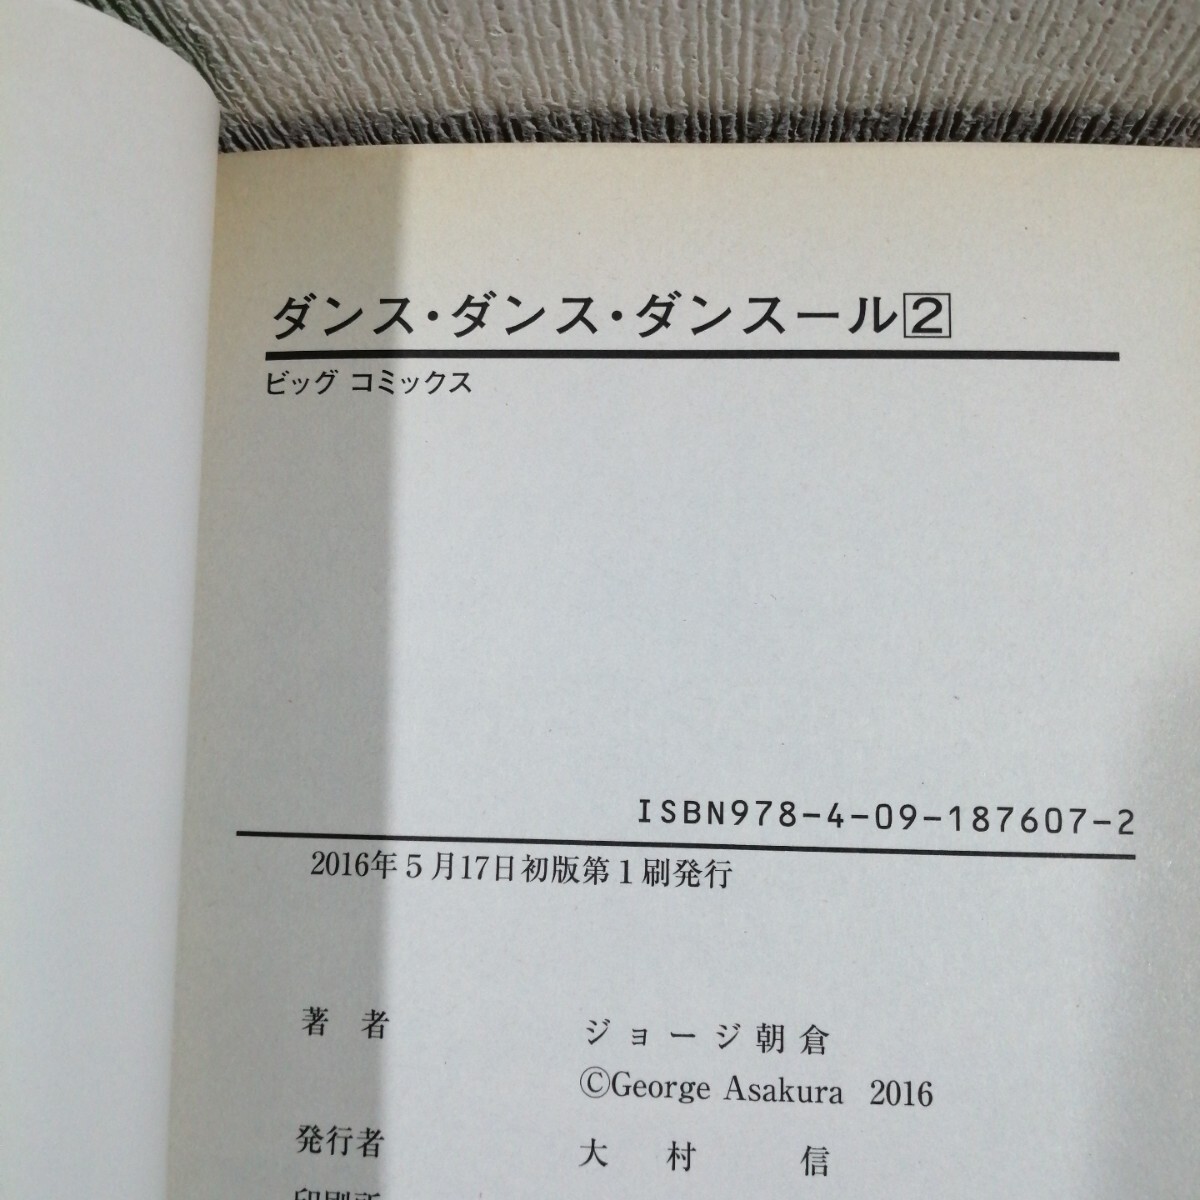 ダンス・ダンス・ダンスール2
ビッグ コミックス
ISBN978-4-09-187607-2
2016年5月17日初版第1刷発行
著者 ジョージ朝倉
©George Asakura 2016
発行者 大村 信
印刷所